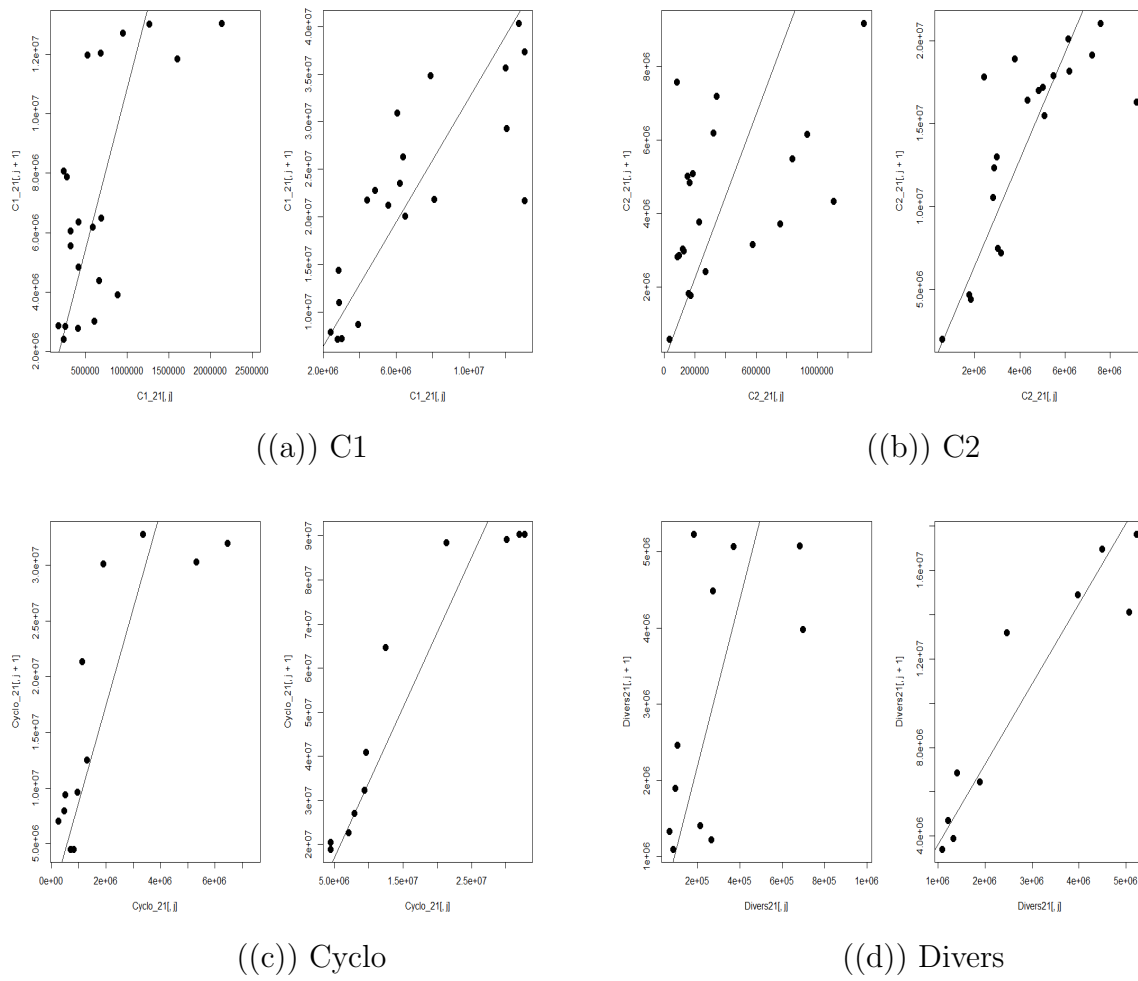 C1_21[, j + 1]
1.2e+07
1.0e+07
8.0e+06
6.0e+06
4.0e+06
2.0e+06
500000 1000000 1500000 2000000 2500000
C1_21[, j]
C1_21[, j + 1]
4.0e+07
3.5e+07
3.0e+07
2.5e+07
2.0e+07
1.5e+07
1.0e+07
2.0e+06 6.0e+06 1.0e+07
C1_21[, j]
((a)) C1
C2_21[, j + 1]
8e+06
6e+06
4e+06
2e+06
0 200000 600000 1000000
C2_21[, j]
C2_21[, j + 1]
2.0e+07
1.5e+07
1.0e+07
5.0e+06
2e+06 4e+06 6e+06 8e+06
C2_21[, j]
((b)) C2
Cyclo_21[, j + 1]
3.0e+07
2.5e+07
2.0e+07
1.5e+07
1.0e+07
5.0e+06
0e+00 2e+06 4e+06 6e+06
Cyclo_21[, j]
Cyclo_21[, j + 1]
9e+07
8e+07
7e+07
6e+07
5e+07
4e+07
3e+07
2e+07
5.0e+06 1.5e+07 2.5e+07
Cyclo_21[, j]
((c)) Cyclo
Divers21[, j + 1]
5e+06
4e+06
3e+06
2e+06
1e+06
2e+05 4e+05 6e+05 8e+05 1e+06
Divers21[, j]
Divers21[, j + 1]
1.6e+07
1.2e+07
8.0e+06
4.0e+06
1e+06 2e+06 3e+06 4e+06 5e+06
Divers21[, j]
((d)) Divers